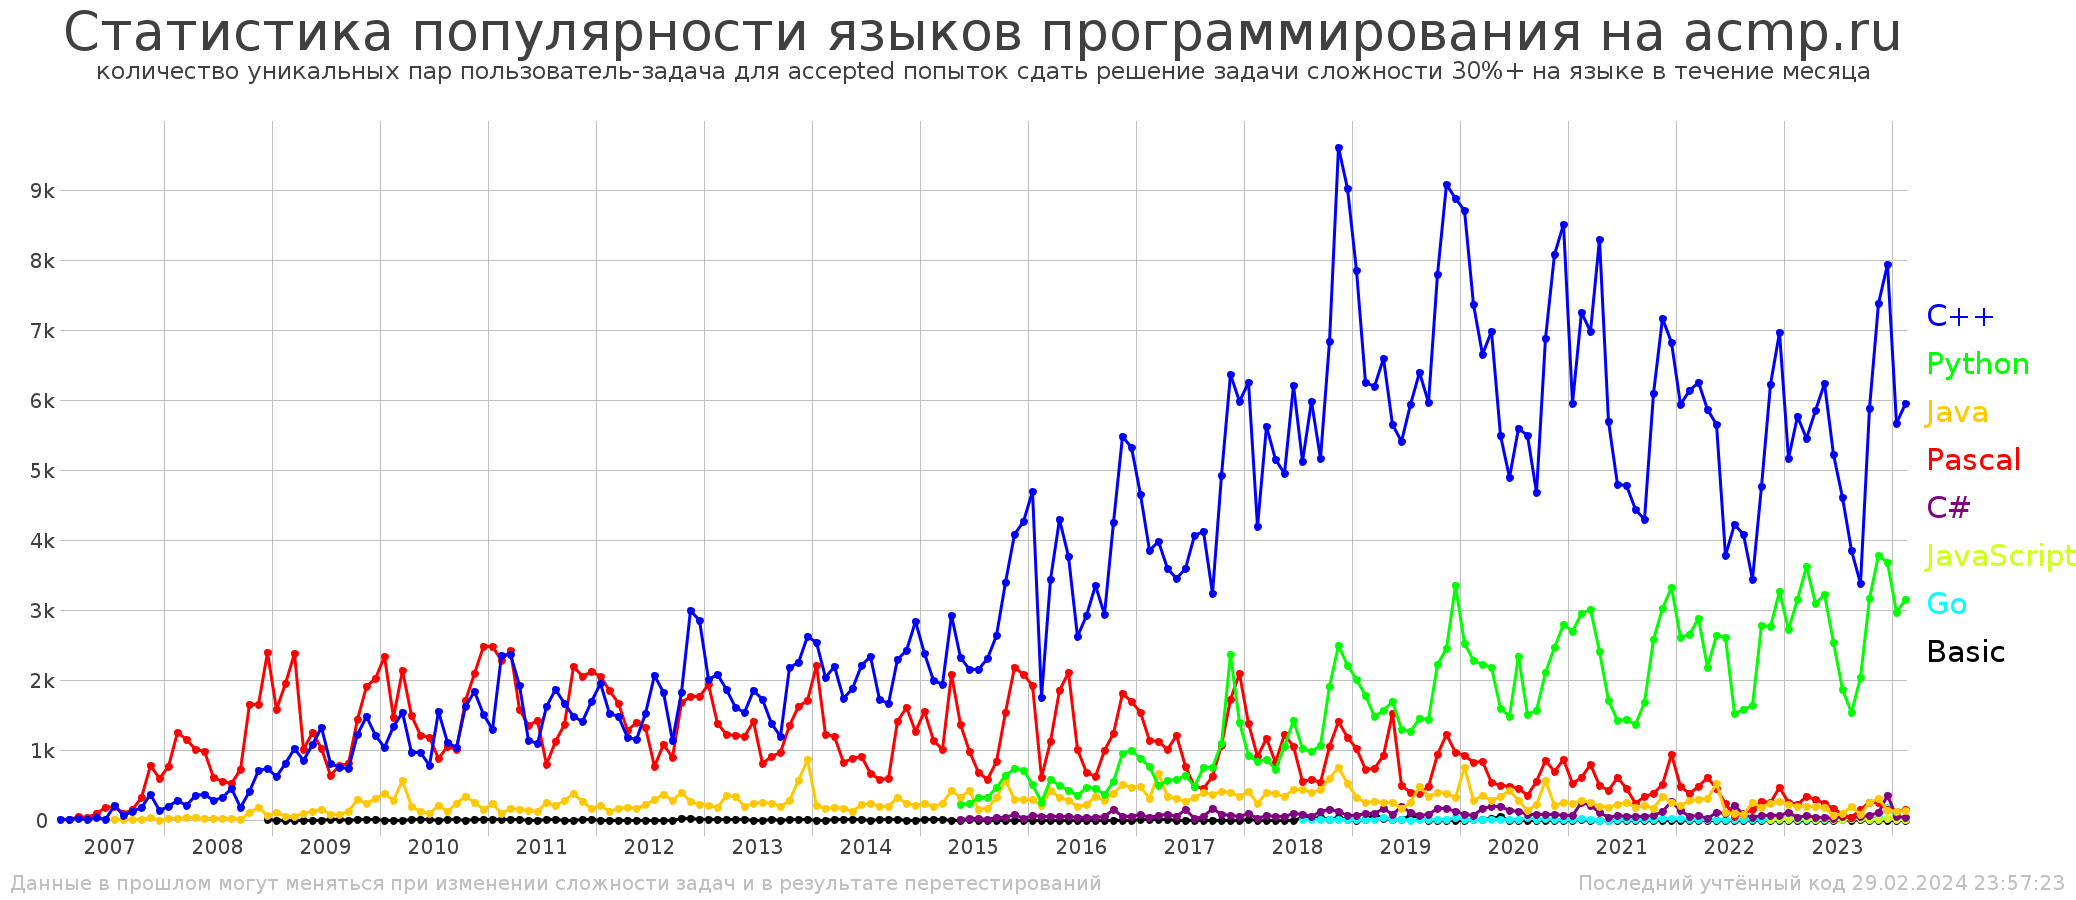 Статистика популярности языков программирования на acmp.ru
количество уникальных пар пользователь-задача для accepted попыток сдать решение задачи сложности 30%+ на языке в течение месяца
9k
8k
7k
6k
5k
4k
3k
2k
1k
0
2007 2008 2009 2010 2011 2012 2013 2014 2015 2016 2017 2018 2019 2020 2021 2022 2023
C++
Python
Java
Pascal
C#
JavaScript
Go
Basic
Данные в прошлом могут меняться при изменении сложности задач и в результате перетестирований
Последний учтённый код 29.02.2024 23:57:23